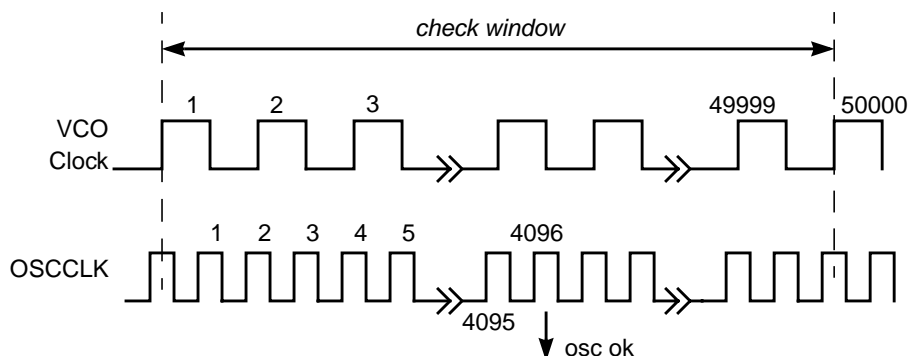 check window
1 2 3 49999 50000
VCO
Clock
1 2 3 4 5 4096
OSCCLK
4095
osc ok